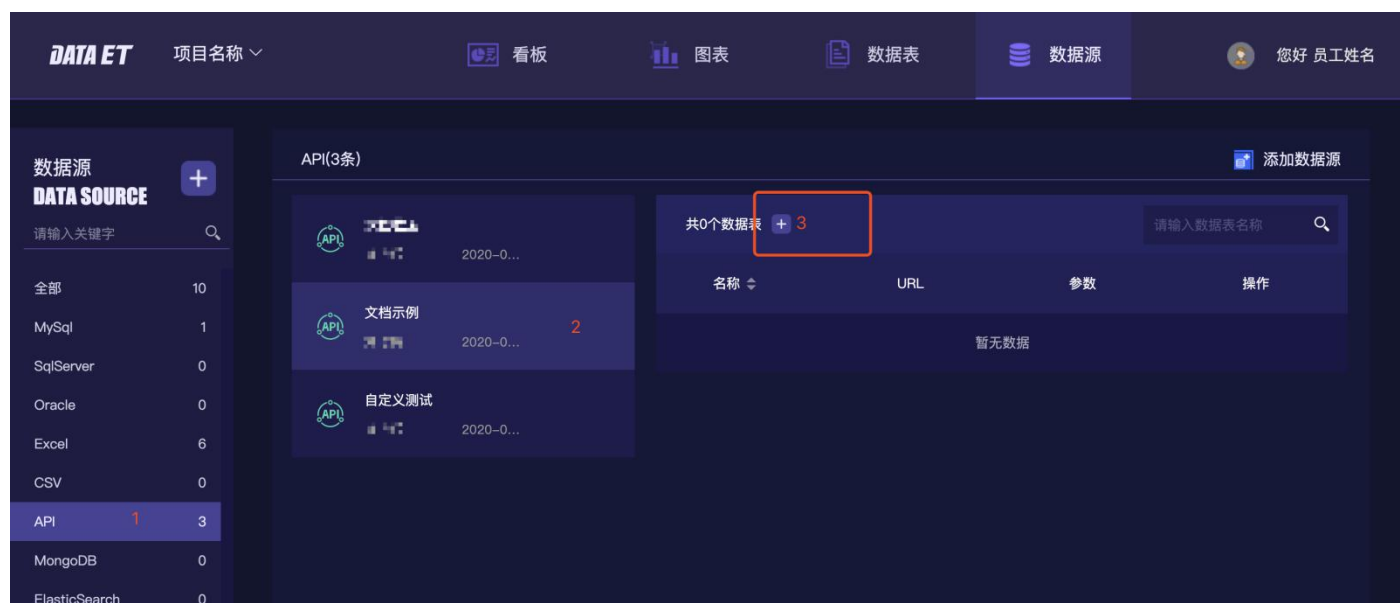 DATA ET 项目名称 看板 图表 数据表 数据源 您好 员工姓名
数据源
DATA SOURCE
请输入关键字
全部 10
MySql 1
SqlServer 0
Oracle 0
Excel 6
CSV 0
API 1 3
MongoDB 0
ElasticSearch 0
API(3条) 添加数据源
API
2020-0...
API 文档示例 2
2020-0...
API 自定义测试
2020-0...
共0个数据表 + 3 请输入数据表名称
名称 URL 参数 操作
暂无数据